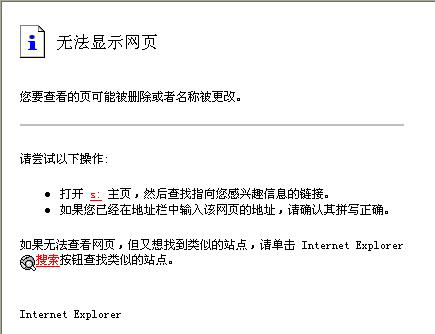 无法显示网页
您要查看的页可能被删除或者名称被更改。
请尝试以下操作:
打开 s: 主页，然后查找指向您感兴趣信息的链接。
如果您已经在地址栏中输入该网页的地址，请确认其拼写正确。
如果无法查看网页，但又想找到类似的站点，请单击 Internet Explorer
搜索按钮查找类似的站点。
Internet Explorer